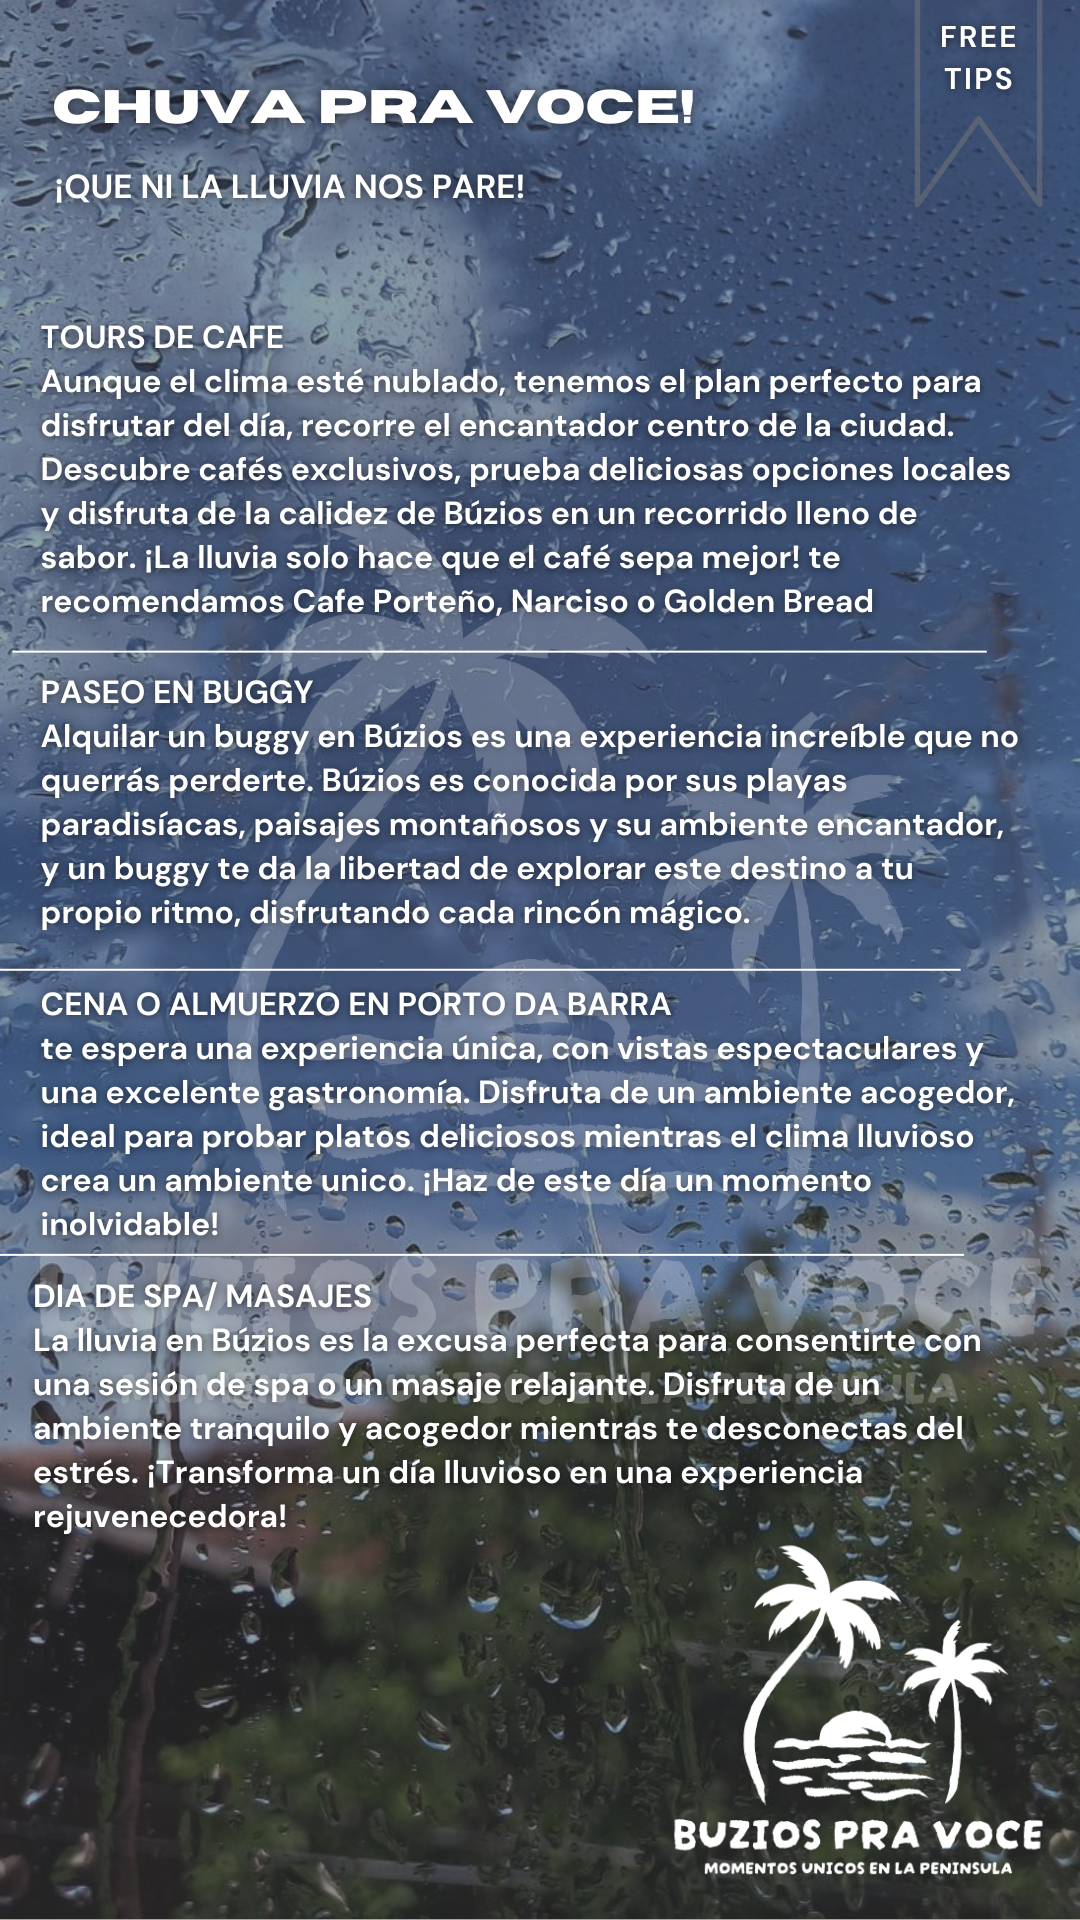 FREE
TIPS
CHUVA PRA VOCE!
¡QUE NI LA LLUVIA NOS PARE!
TOURS DE CAFE
Aunque el clima esté nublado, tenemos el plan perfecto para
disfrutar del día, recorre el encantador centro de la ciudad.
Descubre cafés exclusivos, prueba deliciosas opciones locales
y disfruta de la calidez de Búzios en un recorrido lleno de
sabor. ¡La lluvia solo hace que el café sepa mejor! te
recomendamos Cafe Porteño, Narciso o Golden Bread
PASEO EN BUGGY
Alquilar un buggy en Búzios es una experiencia increíble que no
querrás perderte. Búzios es conocida por sus playas
paradisíacas, paisajes montañosos y su ambiente encantador,
y un buggy te da la libertad de explorar este destino a tu
propio ritmo, disfrutando cada rincón mágico.
CENA O ALMUERZO EN PORTO DA BARRA
te espera una experiencia única, con vistas espectaculares y
una excelente gastronomía. Disfruta de un ambiente acogedor,
ideal para probar platos deliciosos mientras el clima lluvioso
crea un ambiente unico. ¡Haz de este día un momento
inolvidable!
BUZIOS PRA VOCE
DIA DE SPA/ MASAJES
La lluvia en Búzios es la excusa perfecta para consentirte con
una sesión de spa o un masaje relajante. Disfruta de un
MOMENTOS UNICOS EN LA PENINSULA
ambiente tranquilo y acogedor mientras te desconectas del
estrés. ¡Transforma un día lluvioso en una experiencia
rejuvenecedora!
BUZIOS PRA VOCE
MOMENTOS UNICOS EN LA PENINSULA